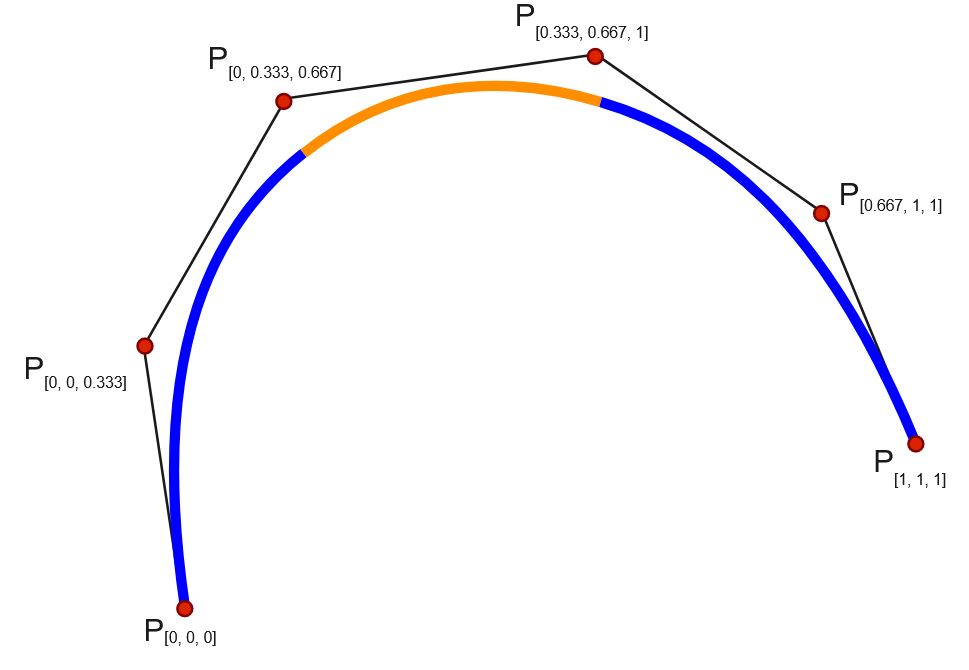 P[0.333, 0.667, 1]
P[0, 0.333, 0.667]
P[0.667, 1, 1]
P[0, 0, 0.333]
P[1, 1, 1]
P[0, 0, 0]